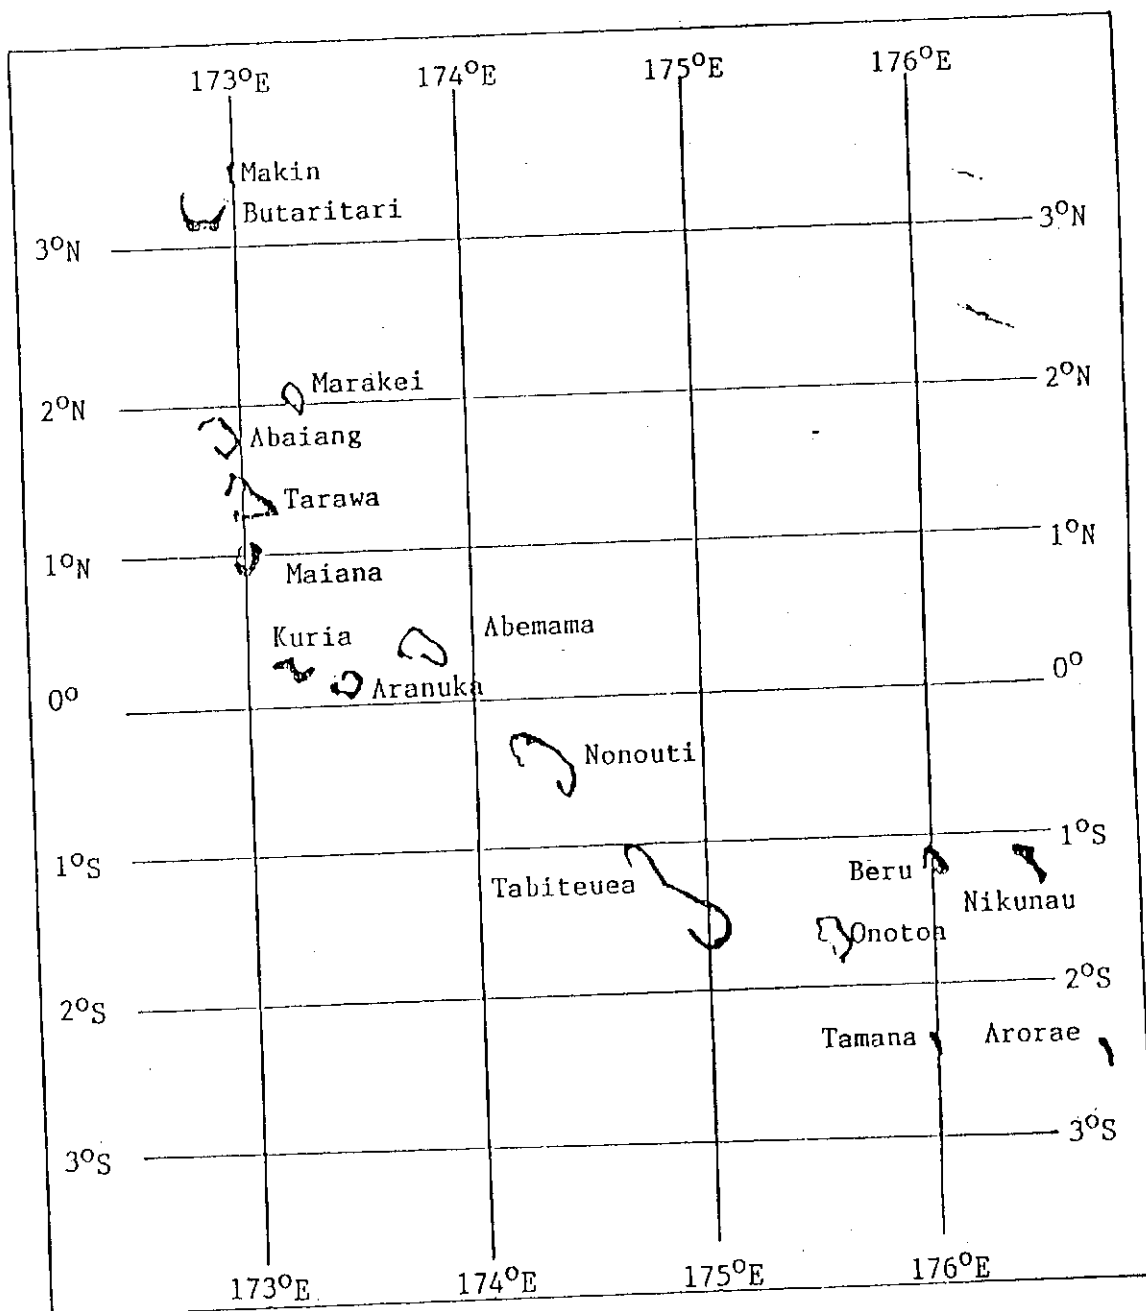 173°E 174°E 175°E 176°E
Makin
Butaritari
3°N 3°N
Marakei
2°N 2°N
Abaiang
Tarawa
1°N 1°N
Maiana
Kuria Abemama
Aranuka
0° 0°
Nonouti
1°S 1°S
Tabiteuea Beru
Nikunau
Onotoa
2°S 2°S
Tamana Arorae
3°S 3°S
173°E 174°E 175°E 176°E